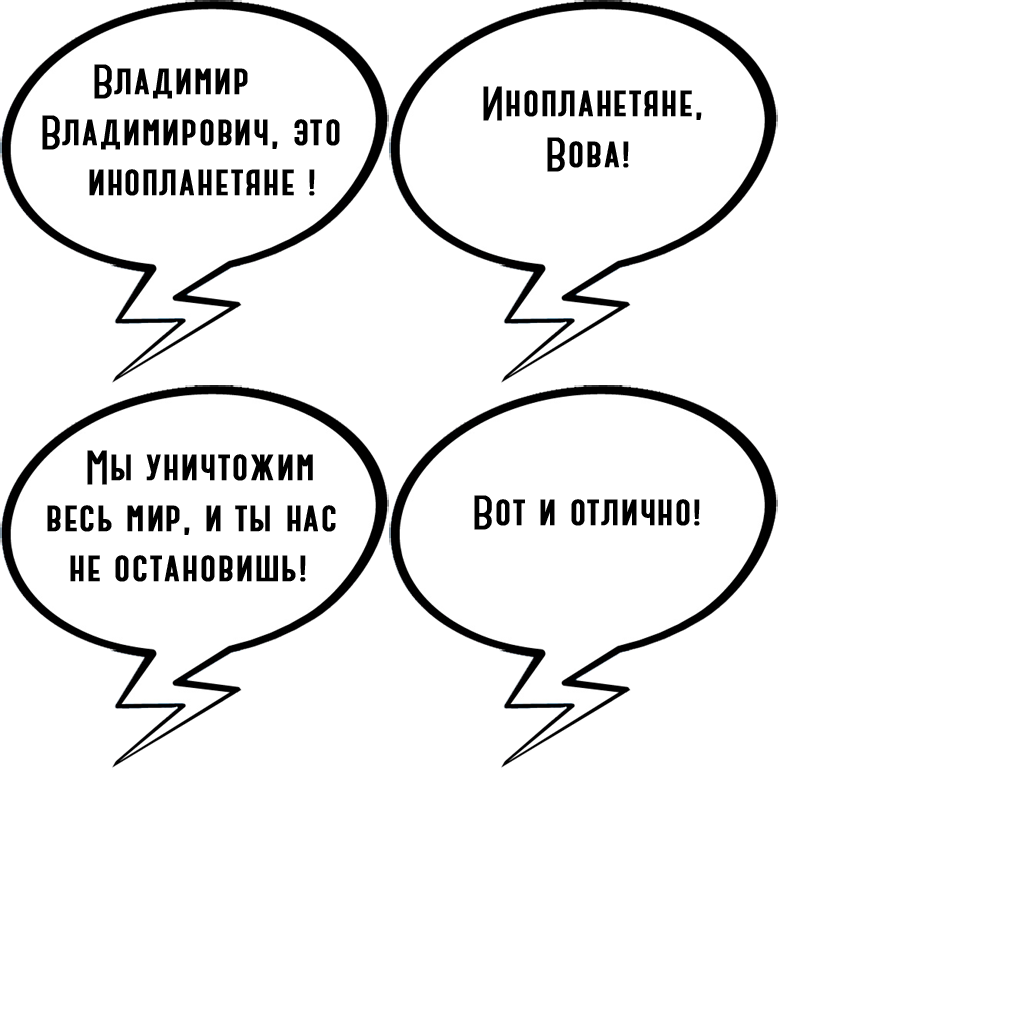 Владимир
Владимирович, это
инопланетяне !
Инопланетяне,
Вова!
Мы уничтожим
весь мир, и ты нас
не остановишь!
Вот и отлично!